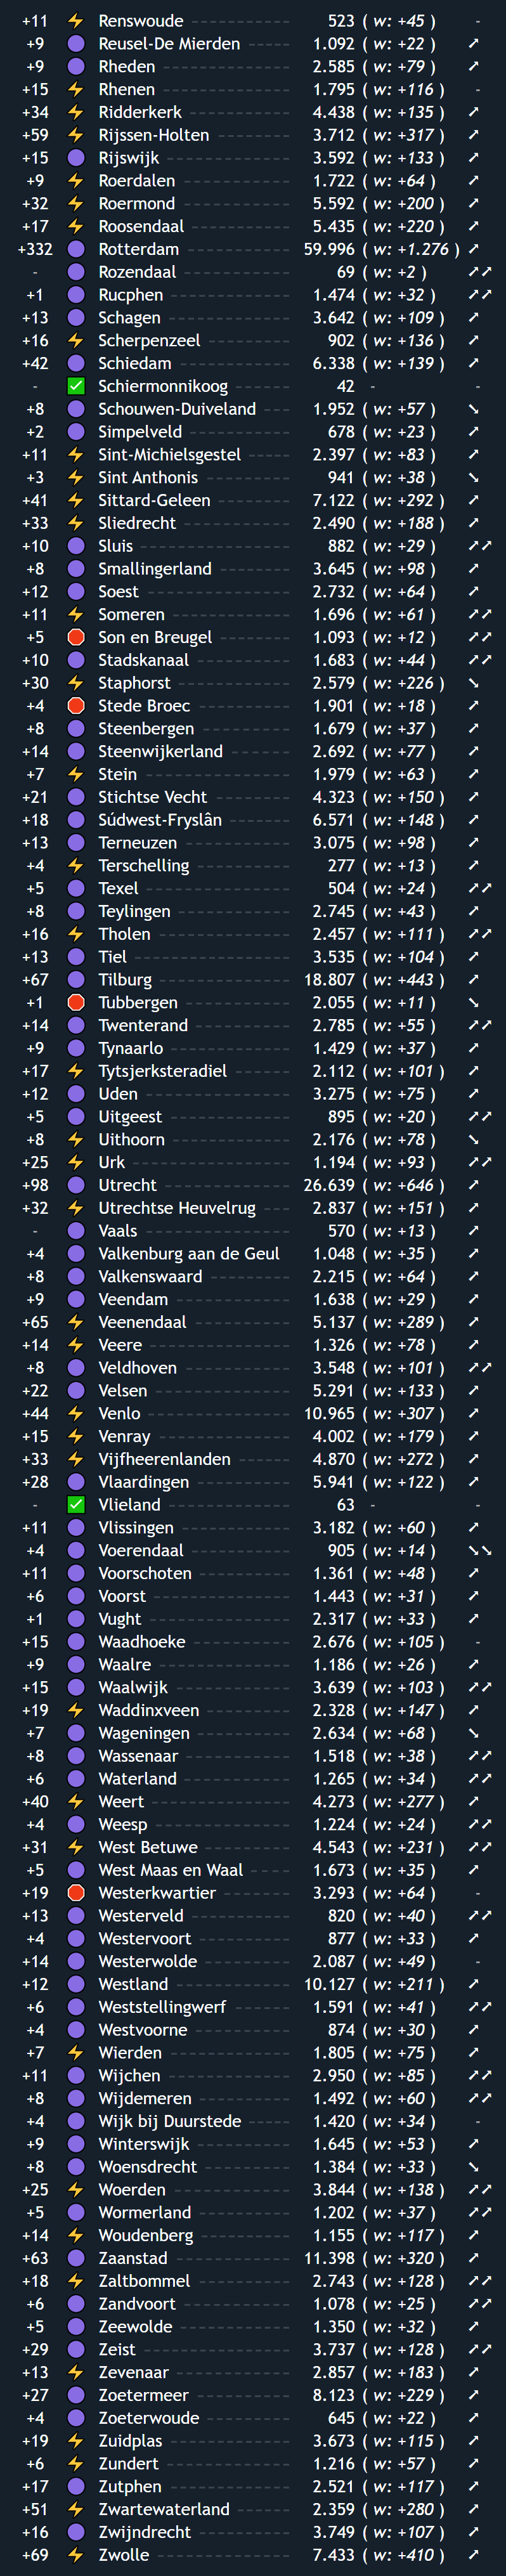 +11 ⚡ Renswoude 523 ( w: +45 ) -
+9 Reusel-De Mierden 1.092 ( w: +22 ) ↗
+9 Rheden 2.585 ( w: +79 ) ↗
+15 ⚡ Rhenen 1.795 ( w: +116 ) -
+34 ⚡ Ridderkerk 4.438 ( w: +135 ) ↗
+59 ⚡ Rijssen-Holten 3.712 ( w: +317 ) ↗
+15 Rijswijk 3.592 ( w: +133 ) ↗
+9 ⚡ Roerdalen 1.722 ( w: +64 ) ↗
+32 ⚡ Roermond 5.592 ( w: +200 ) ↗
+17 ⚡ Roosendaal 5.435 ( w: +220 ) ↗
+332 Rotterdam 59.996 ( w: +1.276 ) ↗
- Rozendaal 69 ( w: +2 ) ↗↗
+1 Rucphen 1.474 ( w: +32 ) ↗↗
+13 Schagen 3.642 ( w: +109 ) ↗
+16 ⚡ Scherpenzeel 902 ( w: +136 ) ↗
+42 Schiedam 6.338 ( w: +139 ) ↗
- ✅ Schiermonnikoog 42 - -
+8 Schouwen-Duiveland 1.952 ( w: +57 ) ↘
+2 Simpelveld 678 ( w: +23 ) ↗
+11 ⚡ Sint-Michielsgestel 2.397 ( w: +83 ) ↗
+3 ⚡ Sint Anthonis 941 ( w: +38 ) ↘
+41 ⚡ Sittard-Geleen 7.122 ( w: +292 ) ↗
+33 ⚡ Sliedrecht 2.490 ( w: +188 ) ↗
+10 Sluis 882 ( w: +29 ) ↗↗
+8 Smallingerland 3.645 ( w: +98 ) ↗
+12 Soest 2.732 ( w: +64 ) ↗
+11 ⚡ Someren 1.696 ( w: +61 ) ↗↗
+5 Son en Breugel 1.093 ( w: +12 ) ↗↗
+10 Stadskanaal 1.683 ( w: +44 ) ↗↗
+30 ⚡ Staphorst 2.579 ( w: +226 ) ↘
+4 Stede Broec 1.901 ( w: +18 ) ↗
+8 Steenbergen 1.679 ( w: +37 ) ↗
+14 Steenwijkerland 2.692 ( w: +77 ) ↗
+7 ⚡ Stein 1.979 ( w: +63 ) ↗
+21 Stichtse Vecht 4.323 ( w: +150 ) ↗
+18 Súdwest-Fryslân 6.571 ( w: +148 ) ↗
+13 Terneuzen 3.075 ( w: +98 ) ↗
+4 ⚡ Terschelling 277 ( w: +13 ) ↗
+5 Texel 504 ( w: +24 ) ↗↗
+8 Teylingen 2.745 ( w: +43 ) ↗
+16 ⚡ Tholen 2.457 ( w: +111 ) ↗↗
+13 Tiel 3.535 ( w: +104 ) ↗
+67 Tilburg 18.807 ( w: +443 ) ↗
+1 Tubbergen 2.055 ( w: +11 ) ↘
+14 Twenterand 2.785 ( w: +55 ) ↗↗
+9 Tynaarlo 1.429 ( w: +37 ) ↗
+17 ⚡ Tytsjerksteradiel 2.112 ( w: +101 ) ↗
+12 Uden 3.275 ( w: +75 ) ↗
+5 Uitgeest 895 ( w: +20 ) ↗↗
+8 ⚡ Uithoorn 2.176 ( w: +78 ) ↘
+25 ⚡ Urk 1.194 ( w: +93 ) ↗↗
+98 Utrecht 26.639 ( w: +646 ) ↗
+32 ⚡ Utrechtse Heuvelrug 2.837 ( w: +151 ) ↗
- Vaals 570 ( w: +13 ) ↗
+4 Valkenburg aan de Geul 1.048 ( w: +35 ) ↗
+8 Valkenswaard 2.215 ( w: +64 ) ↗
+9 Veendam 1.638 ( w: +29 ) ↗
+65 ⚡ Veenendaal 5.137 ( w: +289 ) ↗
+14 ⚡ Veere 1.326 ( w: +78 ) ↗
+8 Veldhoven 3.548 ( w: +101 ) ↗↗
+22 Velsen 5.291 ( w: +133 ) ↗
+44 ⚡ Venlo 10.965 ( w: +307 ) ↗
+15 ⚡ Venray 4.002 ( w: +179 ) ↗
+33 ⚡ Vijfheerenlanden 4.870 ( w: +272 ) ↗
+28 Vlaardingen 5.941 ( w: +122 ) ↗
- ✅ Vlieland 63 - -
+11 Vlissingen 3.182 ( w: +60 ) ↗
+4 Voerendaal 905 ( w: +14 ) ↘↘
+11 Voorschoten 1.361 ( w: +48 ) ↗
+6 Voorst 1.443 ( w: +31 ) ↗
+1 Vught 2.317 ( w: +33 ) ↗
+15 Waadhoeke 2.676 ( w: +105 ) -
+9 Waalre 1.186 ( w: +26 ) ↗
+15 Waalwijk 3.639 ( w: +103 ) ↗↗
+19 ⚡ Waddinxveen 2.328 ( w: +147 ) ↗
+7 Wageningen 2.634 ( w: +68 ) ↘
+8 Wassenaar 1.518 ( w: +38 ) ↗↗
+6 Waterland 1.265 ( w: +34 ) ↗↗
+40 ⚡ Weert 4.273 ( w: +277 ) ↗
+4 Weesp 1.224 ( w: +24 ) ↗↗
+31 ⚡ West Betuwe 4.543 ( w: +231 ) ↗↗
+5 West Maas en Waal 1.673 ( w: +35 ) ↗
+19 Westerkwartier 3.293 ( w: +64 ) -
+13 Westerveld 820 ( w: +40 ) ↗↗
+4 Westervoort 877 ( w: +33 ) ↗
+14 Westerwolde 2.087 ( w: +49 ) -
+12 Westland 10.127 ( w: +211 ) ↗
+6 Weststellingwerf 1.591 ( w: +41 ) ↗↗
+4 Westvoorne 874 ( w: +30 ) ↗
+7 ⚡ Wierden 1.805 ( w: +75 ) ↗
+11 Wijchen 2.950 ( w: +85 ) ↗↗
+8 Wijdemeren 1.492 ( w: +60 ) ↗↗
+4 Wijk bij Duurstede 1.420 ( w: +34 ) -
+9 Winterswijk 1.645 ( w: +53 ) ↗
+8 Woensdrecht 1.384 ( w: +33 ) ↘
+25 ⚡ Woerden 3.844 ( w: +138 ) ↗↗
+5 Wormerland 1.202 ( w: +37 ) ↗↗
+14 ⚡ Woudenberg 1.155 ( w: +117 ) ↗
+63 Zaanstad 11.398 ( w: +320 ) ↗
+18 ⚡ Zaltbommel 2.743 ( w: +128 ) ↗↗
+6 Zandvoort 1.078 ( w: +25 ) ↗↗
+5 Zeewolde 1.350 ( w: +32 ) ↗
+29 Zeist 3.737 ( w: +128 ) ↗↗
+13 ⚡ Zevenaar 2.857 ( w: +183 ) ↗
+27 Zoetermeer 8.123 ( w: +229 ) ↗
+4 Zoeterwoude 645 ( w: +22 ) ↗
+19 ⚡ Zuidplas 3.673 ( w: +115 ) ↗
+6 ⚡ Zundert 1.216 ( w: +57 ) ↗
+17 Zutphen 2.521 ( w: +117 ) ↗
+51 ⚡ Zwartewaterland 2.359 ( w: +280 ) ↗
+16 Zwijndrecht 3.749 ( w: +107 ) ↗
+69 ⚡ Zwolle 7.433 ( w: +410 ) ↗